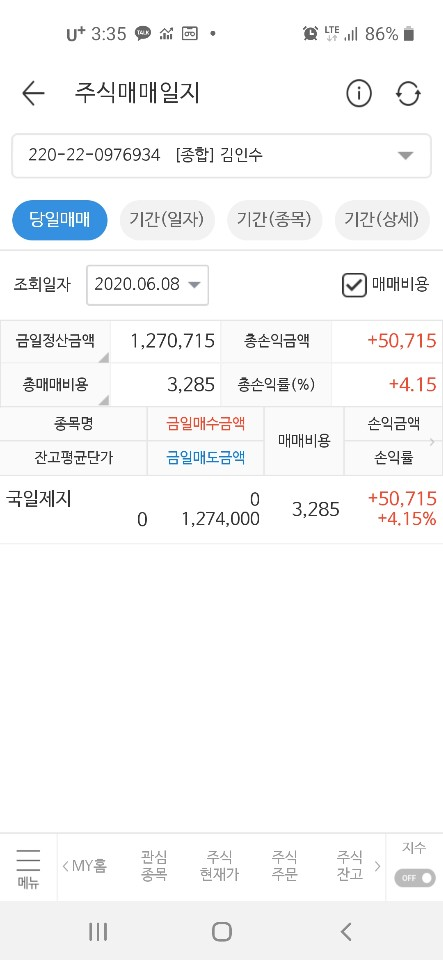 U+ 3:35 TALK LTE 86%
주식매매일지
220-22-0976934 [종합] 김인수
당일매매 기간(일자) 기간(종목) 기간(상세)
조회일자 2020.06.08 매매비용
금일정산금액 1,270,715 총손익금액 +50,715
총매매비용 3,285 총손익률(%) +4.15
종목명 금일매수금액 매매비용 손익금액
잔고평균단가 금일매도금액 손익률
국일제지 0 3,285 +50,715
0 1,274,000 +4.15%
메뉴 MY홈 관심 종목 주식 현재가 주식 주문 주식 잔고 지수 OFF